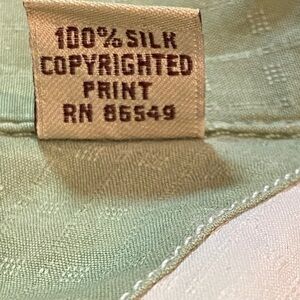 100% SILK
COPYRIGHTED
PRINT
RN 86549